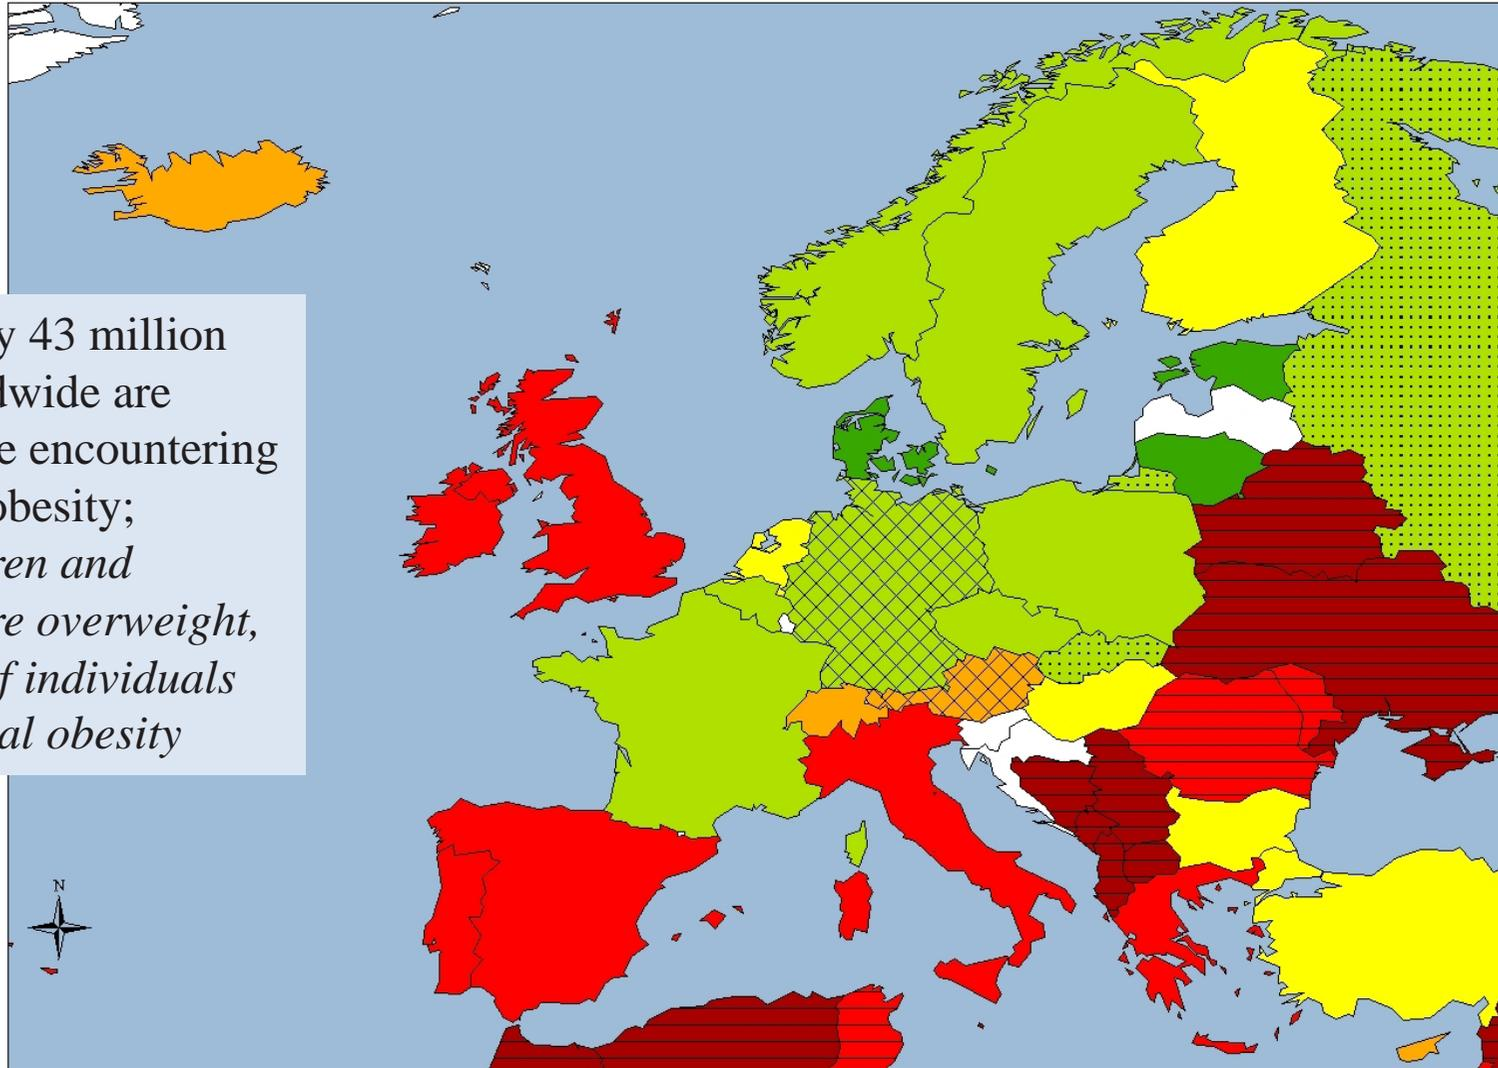 y 43 million
dwide are
e encountering
obesity;
ren and
re overweight,
f individuals
al obesity
N